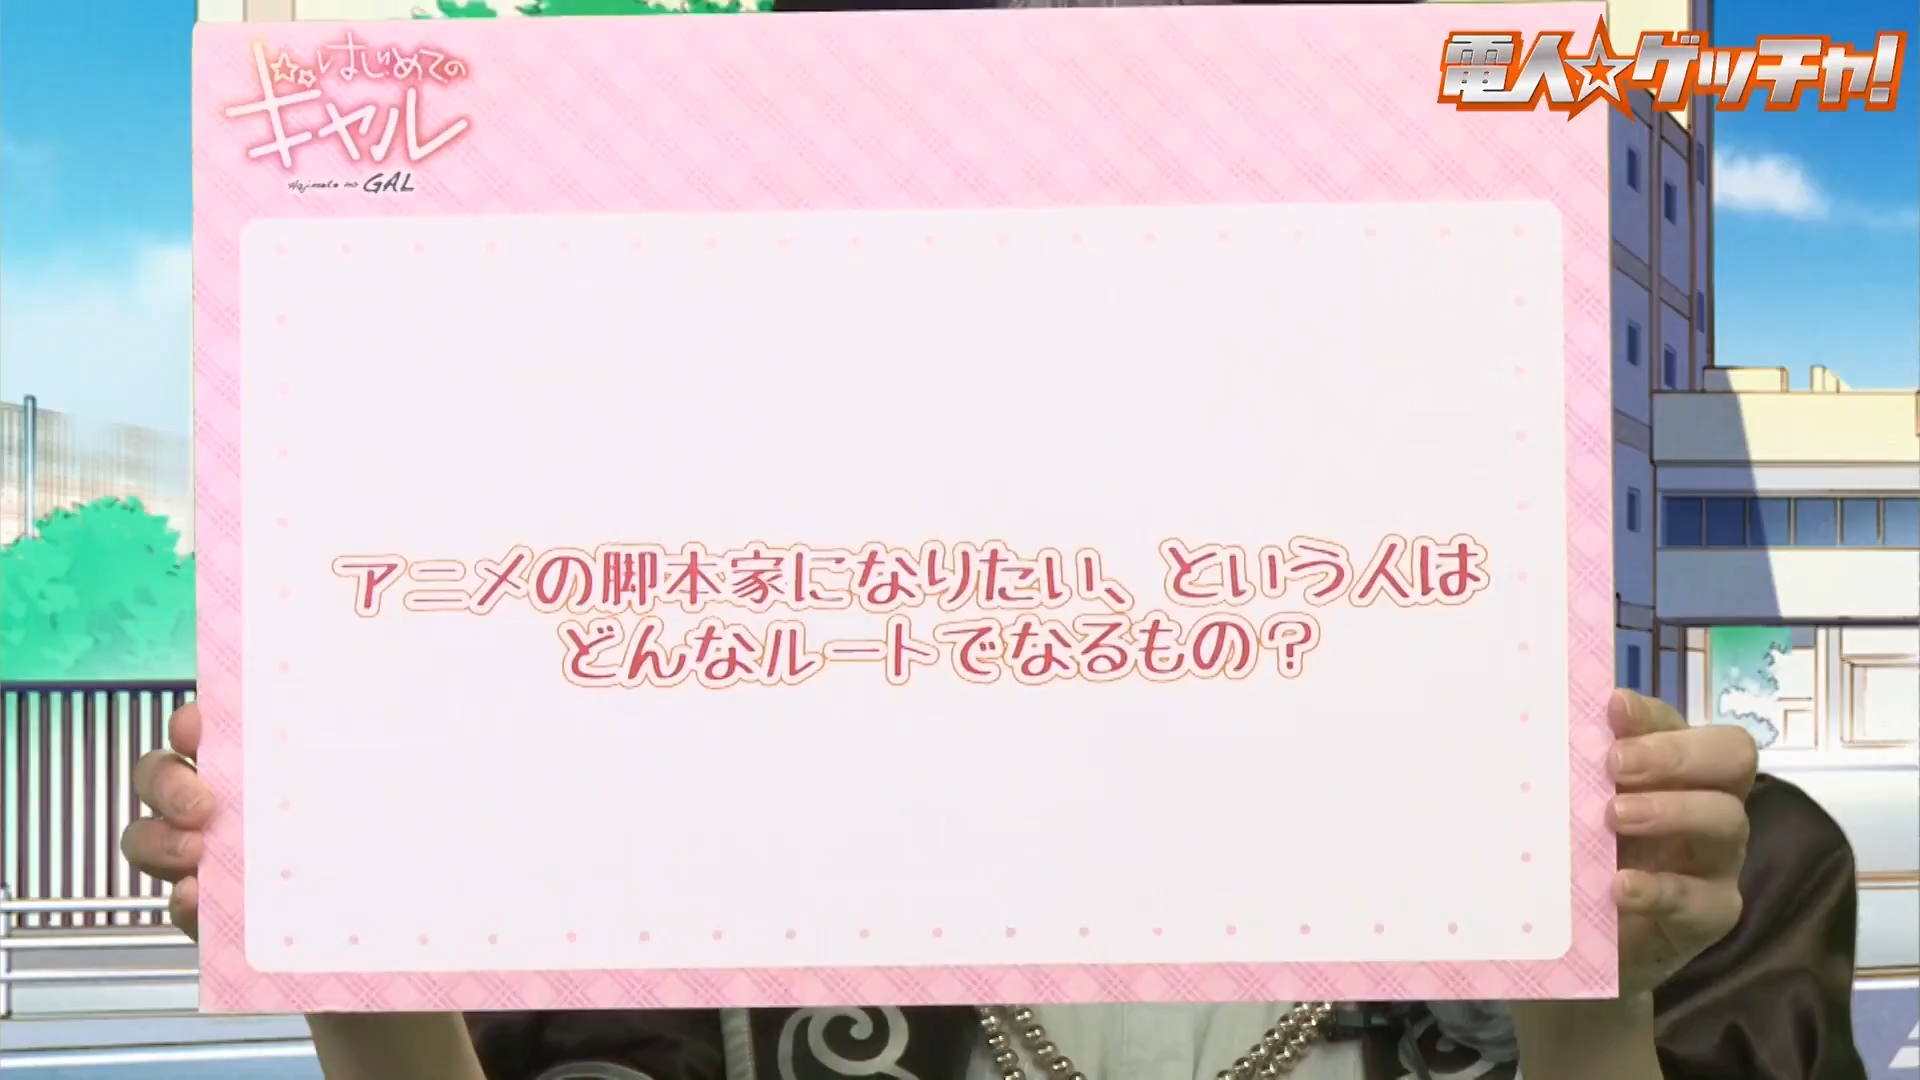 はじめての
ギャル
Hajimete no GAL
電人☆ゲッチャ!
アニメの脚本家になりたい、という人は
どんなルートでなるもの？